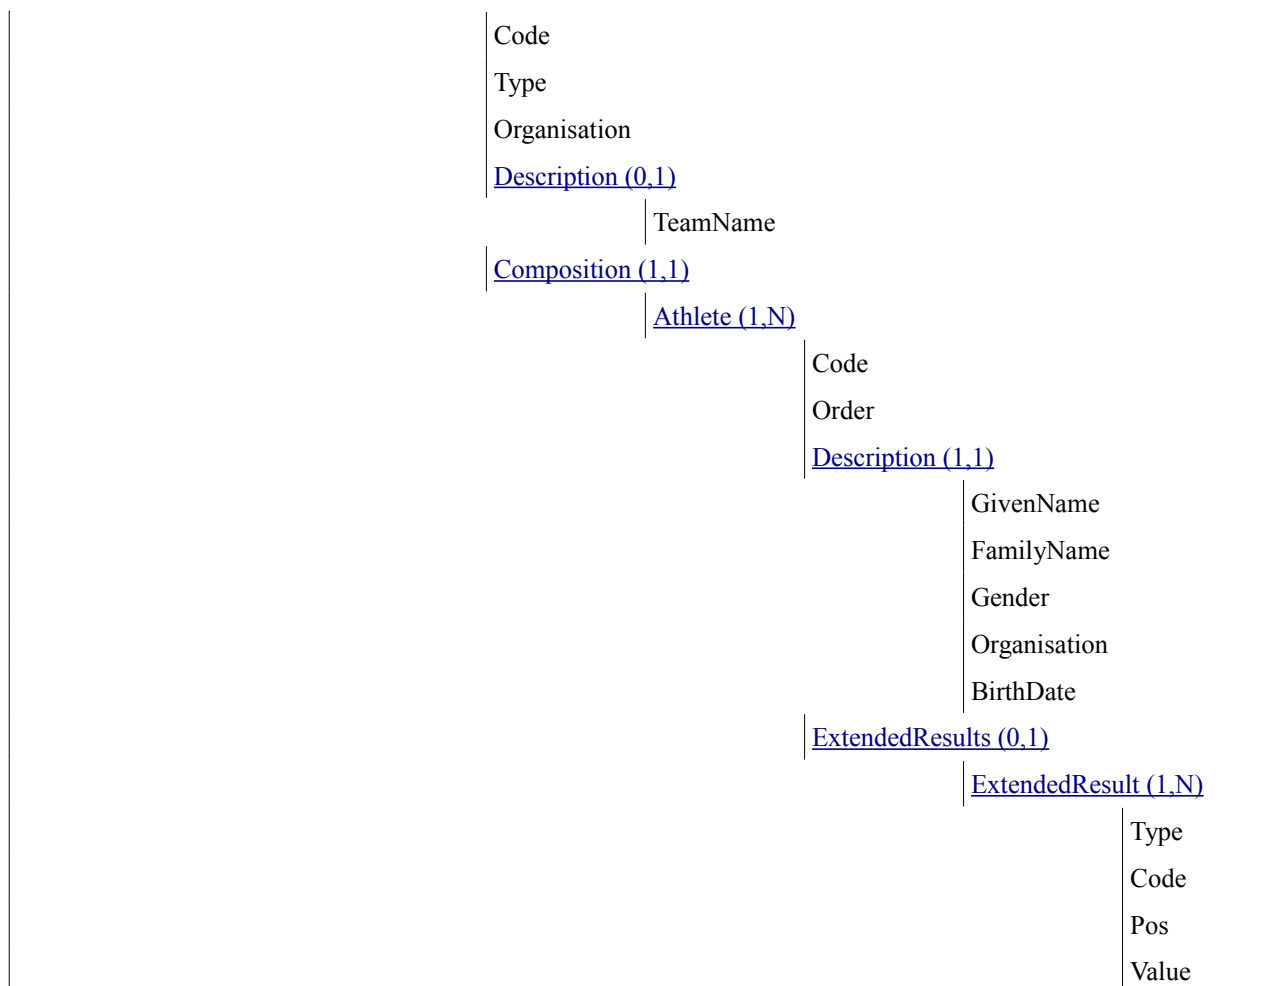 Code
Type
Organisation
Description (0,1)
TeamName
Composition (1,1)
Athlete (1,N)
Code
Order
Description (1,1)
GivenName
FamilyName
Gender
Organisation
BirthDate
ExtendedResults (0,1)
ExtendedResult (1,N)
Type
Code
Pos
Value